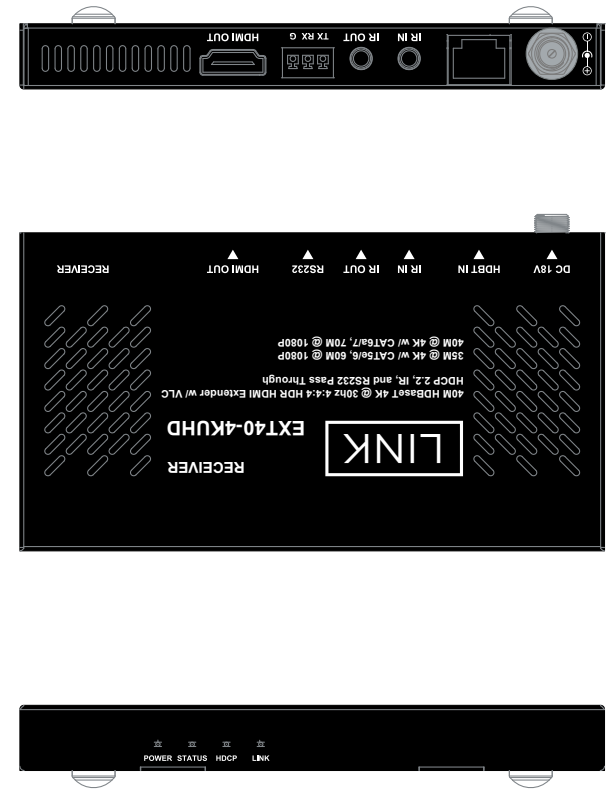 IR IN IR OUT TX RX G HDMI OUT
LINK
RECEIVER
EXT40-4KUHD
40M HDBaseT 4K @ 30hz 4:4:4 HDR HDMI Extender w/ VLC
HDCP 2.2, IR, and RS232 Pass Through
35M @ 4K w/ CAT5e/6, 60M @ 1080P
40M @ 4K w/ CAT6a/7, 70M @ 1080P
DC 18V HDBT IN IR IN IR OUT RS232 HDMI OUT RECEIVER
POWER STATUS HDCP LINK